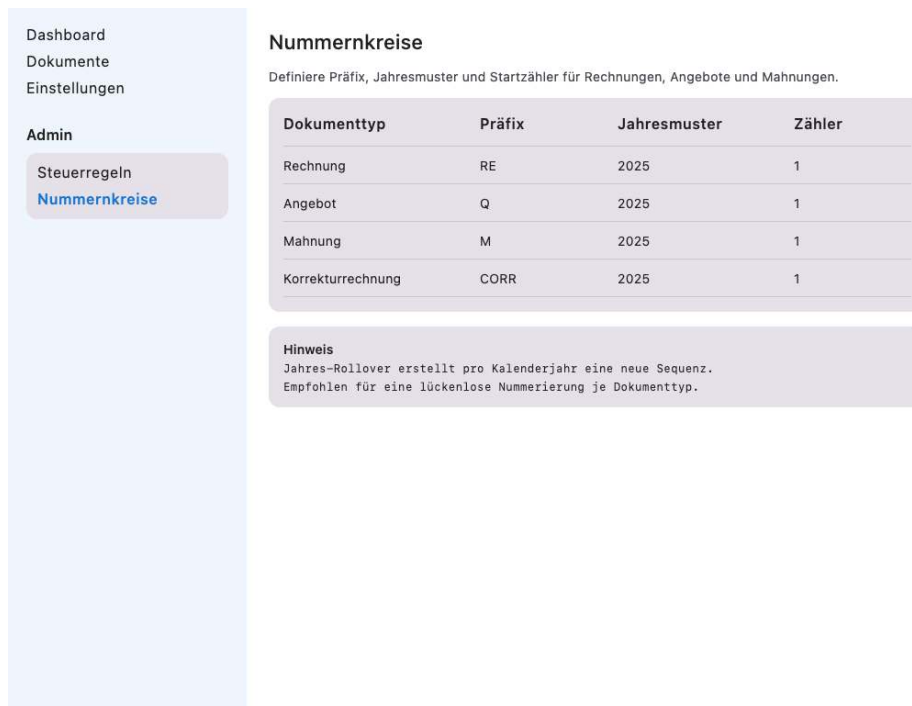 Dashboard
Dokumente
Einstellungen
Admin
Steuerregeln
Nummernkreise
Nummernkreise
Definiere Präfix, Jahresmuster und Startzähler für Rechnungen, Angebote und Mahnungen.
Dokumenttyp Präfix Jahresmuster Zähler
Rechnung RE 2025 1
Angebot Q 2025 1
Mahnung M 2025 1
Korrekturrechnung CORR 2025 1
Hinweis
Jahres-Rollover erstellt pro Kalenderjahr eine neue Sequenz.
Empfohlen für eine lückenlose Nummerierung je Dokumenttyp.